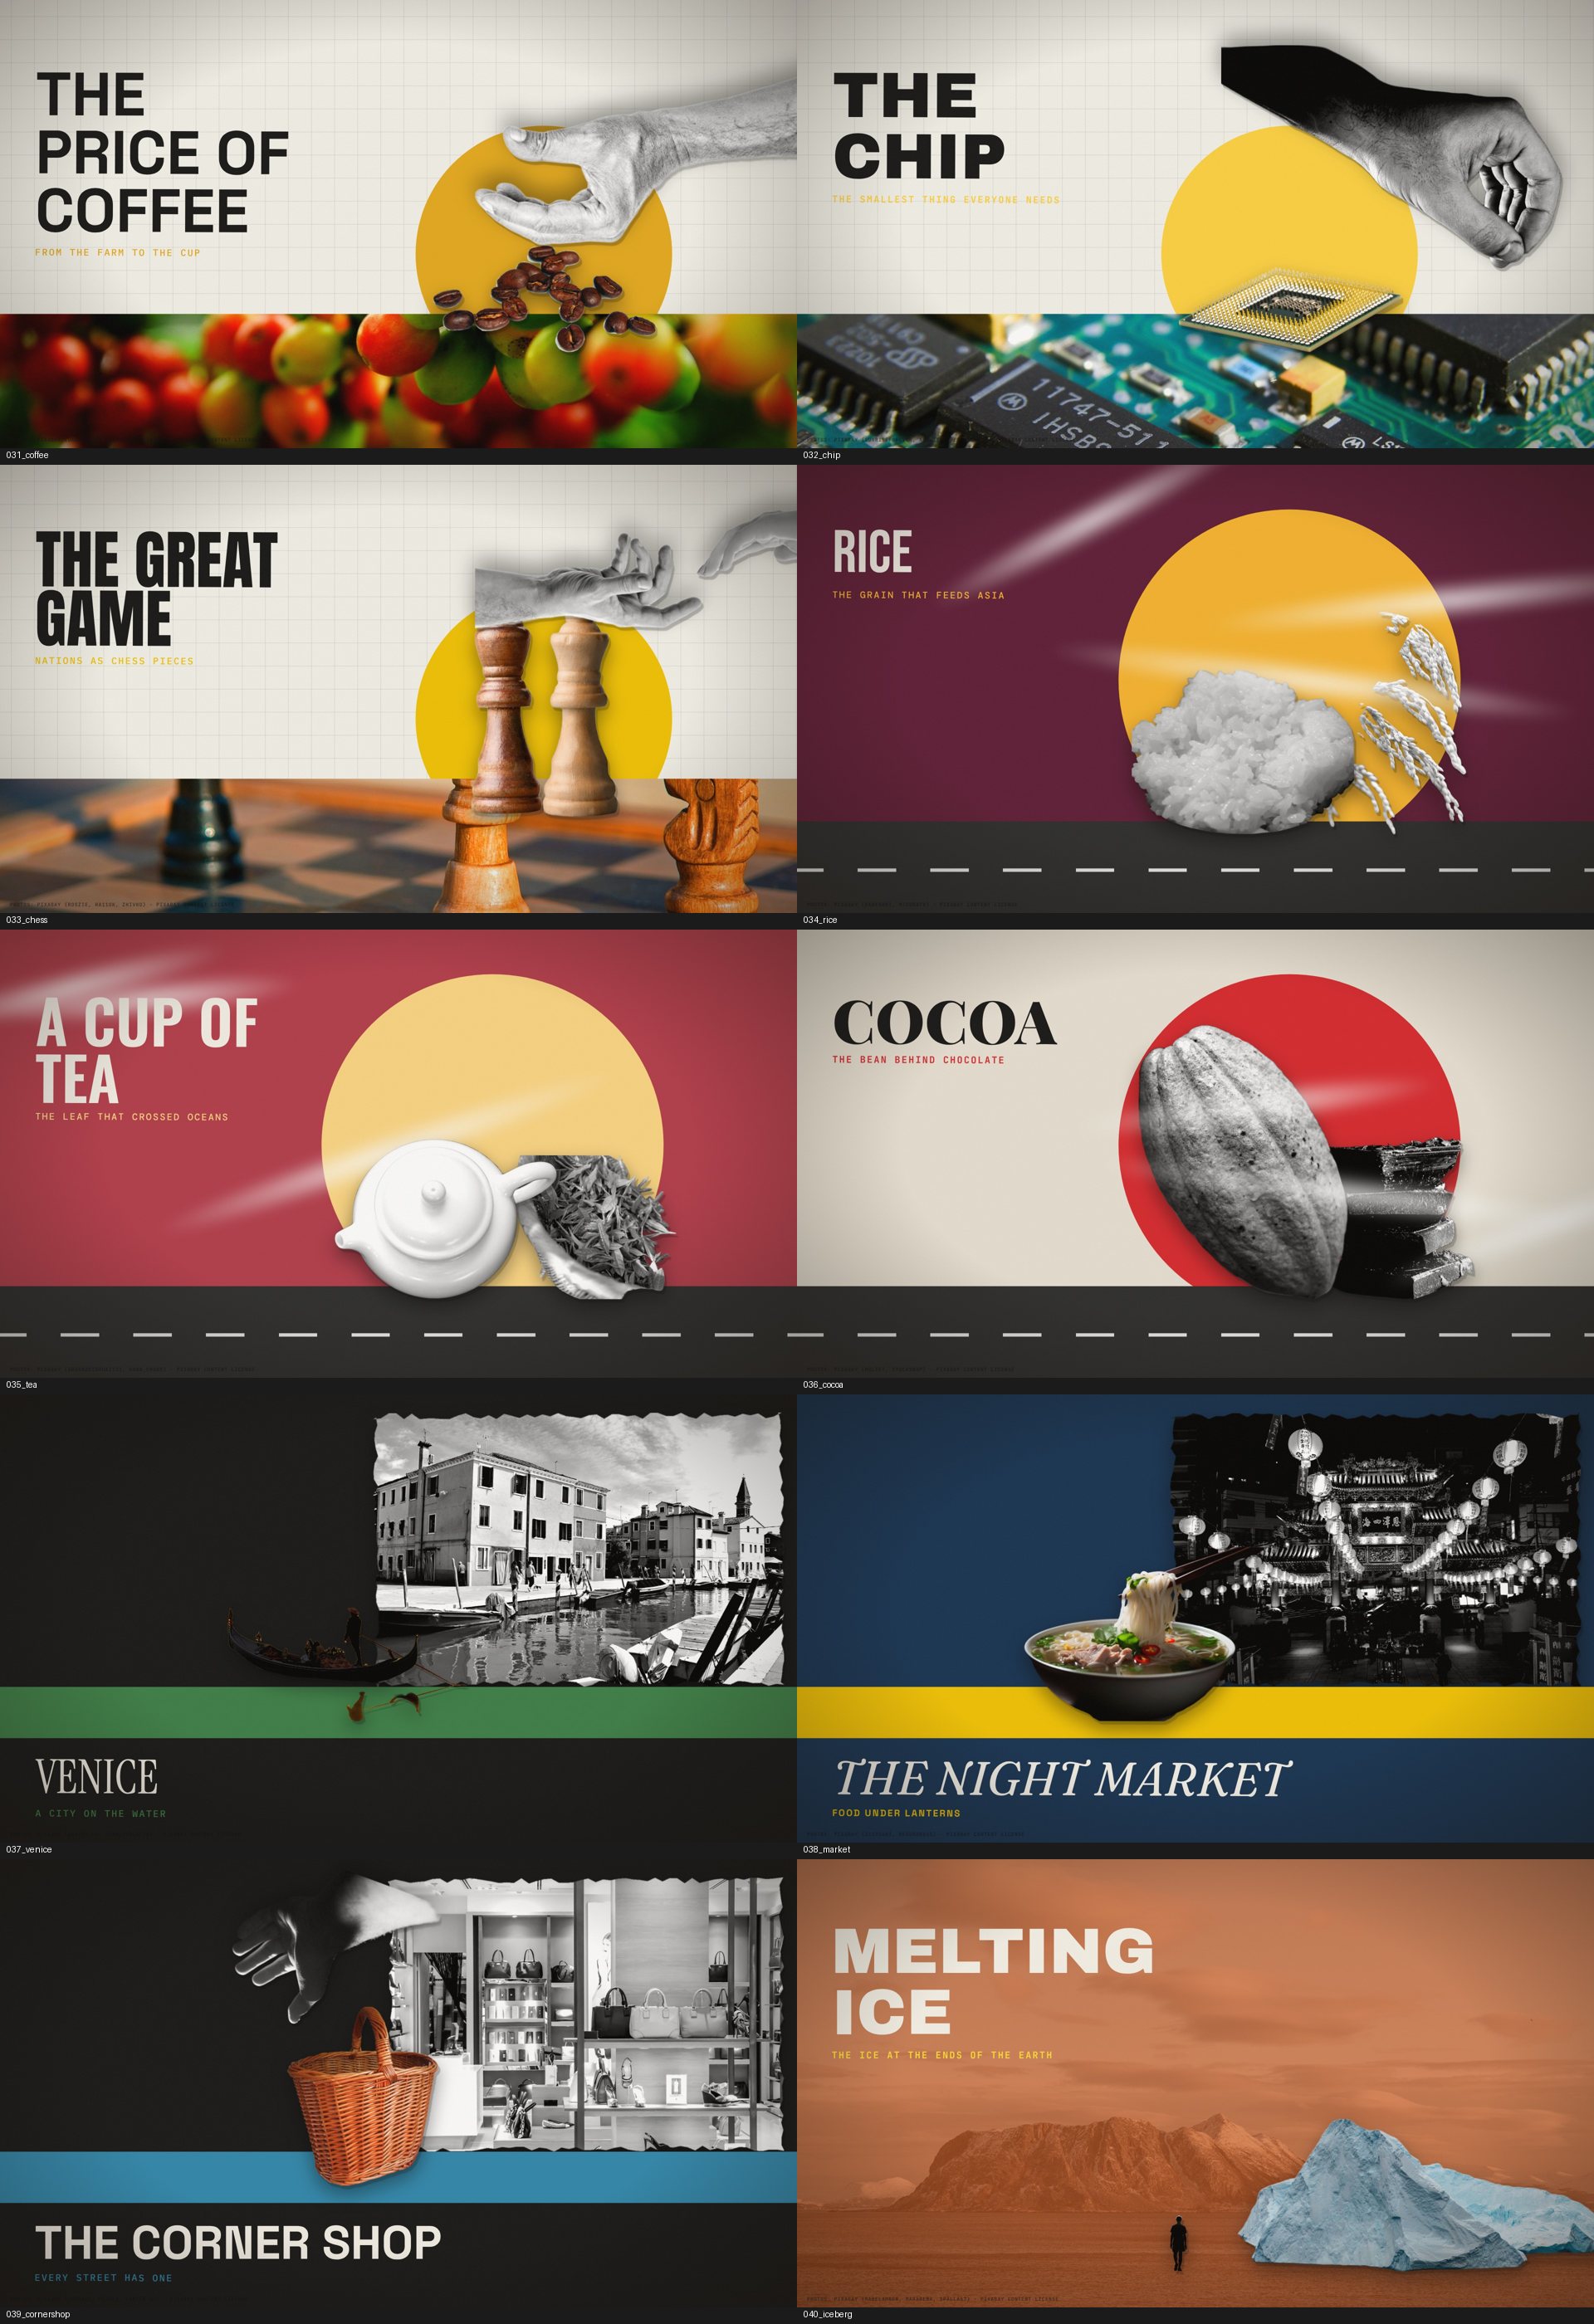 THE
PRICE OF
COFFEE
FROM THE FARM TO THE CUP
031_coffee
THE
CHIP
THE SMALLEST THING EVERYONE NEEDS
11747-511
032_chip
THE GREAT
GAME
NATIONS AS CHESS PIECES
033_chess
RICE
THE GRAIN THAT FEEDS ASIA
034_rice
A CUP OF
TEA
THE LEAF THAT CROSSED OCEANS
035_tea
COCOA
THE BEAN BEHIND CHOCOLATE
036_cocoa
VENICE
A CITY ON THE WATER
037_venice
THE NIGHT MARKET
FOOD UNDER LANTERNS
038_market
THE CORNER SHOP
EVERY STREET HAS ONE
039_cornershop
MELTING
ICE
THE ICE AT THE ENDS OF THE EARTH
040_iceberg